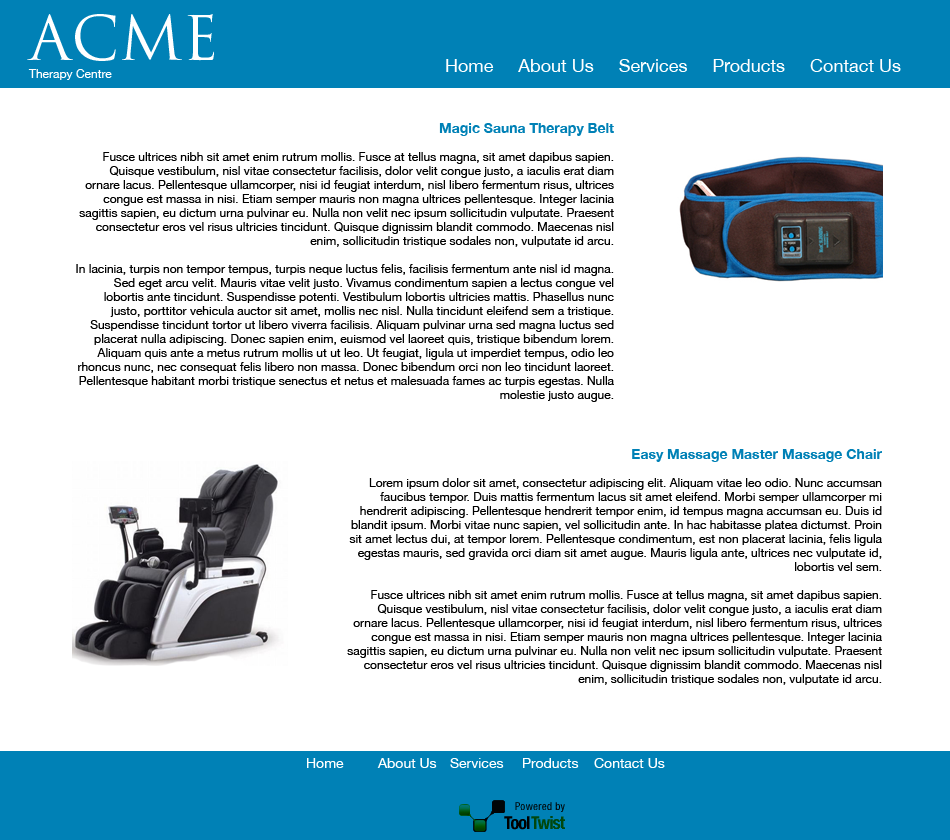 ACME
Therapy Centre
Home About Us Services Products Contact Us
Magic Sauna Therapy Belt
Fusce ultrices nibh sit amet enim rutrum mollis. Fusce at tellus magna, sit amet dapibus sapien.
Quisque vestibulum, nisl vitae consectetur facilisis, dolor velit congue justo, a iaculis erat diam
ornare lacus. Pellentesque ullamcorper, nisi id feugiat interdum, nisl libero fermentum risus, ultrices
congue est massa in nisi. Etiam semper mauris non magna ultrices pellentesque. Integer lacinia
sagittis sapien, eu dictum urna pulvinar eu. Nulla non velit nec ipsum sollicitudin vulputate. Praesent
consectetur eros vel risus ultricies tincidunt. Quisque dignissim blandit commodo. Maecenas nisl
enim, sollicitudin tristique sodales non, vulputate id arcu.
In lacinia, turpis non tempor tempus, turpis neque luctus felis, facilisis fermentum ante nisl id magna.
Sed eget arcu velit. Mauris vitae velit justo. Vivamus condimentum sapien a lectus congue vel
lobortis ante tincidunt. Suspendisse potenti. Vestibulum lobortis ultricies mattis. Phasellus nunc
justo, porttitor vehicula auctor sit amet, mollis nec nisl. Nulla tincidunt eleifend sem a tristique.
Suspendisse tincidunt tortor ut libero viverra facilisis. Aliquam pulvinar urna sed magna luctus sed
placerat nulla adipiscing. Donec sapien enim, euismod vel laoreet quis, tristique bibendum lorem.
Aliquam quis ante a metus rutrum mollis ut ut leo. Ut feugiat, ligula ut imperdiet tempus, odio leo
rhoncus nunc, nec consequat felis libero non massa. Donec bibendum orci non leo tincidunt laoreet.
Pellentesque habitant morbi tristique senectus et netus et malesuada fames ac turpis egestas. Nulla
molestie justo augue.
Easy Massage Master Massage Chair
Lorem ipsum dolor sit amet, consectetur adipiscing elit. Aliquam vitae leo odio. Nunc accumsan
faucibus tempor. Duis mattis fermentum lacus sit amet eleifend. Morbi semper ullamcorper mi
hendrerit adipiscing. Pellentesque hendrerit tempor enim, id tempus magna accumsan eu. Duis id
blandit ipsum. Morbi vitae nunc sapien, vel sollicitudin ante. In hac habitasse platea dictumst. Proin
sit amet lectus dui, at tempor lorem. Pellentesque condimentum, est non placerat lacinia, felis ligula
egestas mauris, sed gravida orci diam sit amet augue. Mauris ligula ante, ultrices nec vulputate id,
lobortis vel sem.
Fusce ultrices nibh sit amet enim rutrum mollis. Fusce at tellus magna, sit amet dapibus sapien.
Quisque vestibulum, nisl vitae consectetur facilisis, dolor velit congue justo, a iaculis erat diam
ornare lacus. Pellentesque ullamcorper, nisi id feugiat interdum, nisl libero fermentum risus, ultrices
congue est massa in nisi. Etiam semper mauris non magna ultrices pellentesque. Integer lacinia
sagittis sapien, eu dictum urna pulvinar eu. Nulla non velit nec ipsum sollicitudin vulputate. Praesent
consectetur eros vel risus ultricies tincidunt. Quisque dignissim blandit commodo. Maecenas nisl
enim, sollicitudin tristique sodales non, vulputate id arcu.
Home About Us Services Products Contact Us
Powered by
ToolTwist